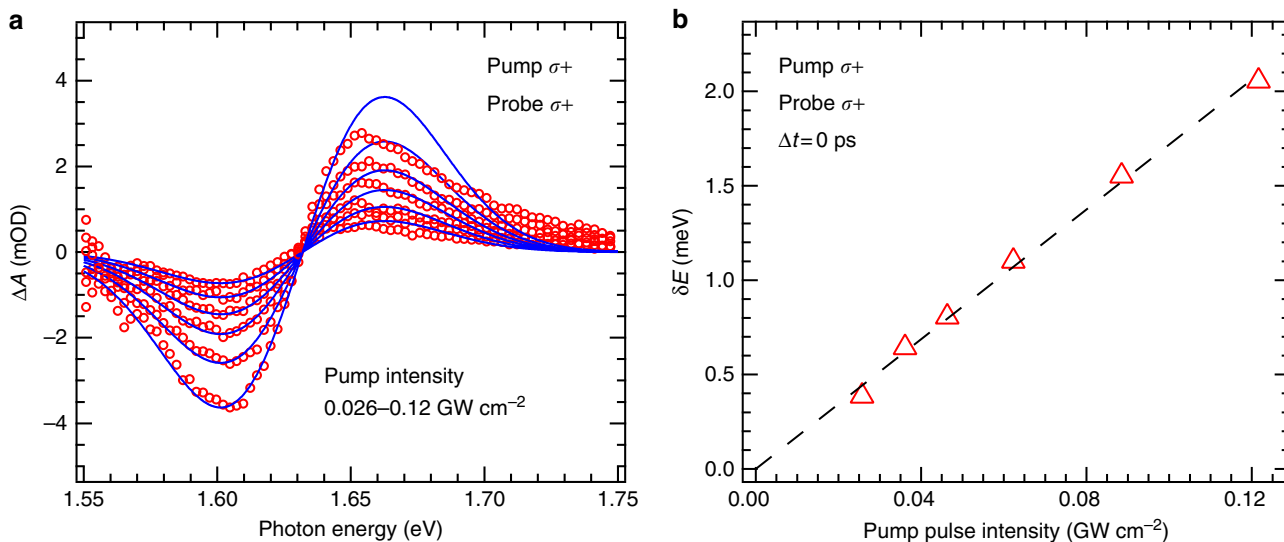 a
4
2
0
−2
−4
ΔA (mOD)
Pump σ+
Probe σ+
Pump intensity
0.026–0.12 GW cm⁻²
1.55
1.60
1.65
1.70
1.75
Photon energy (eV)
b
2.0
1.5
1.0
0.5
0.0
δE (meV)
Pump σ+
Probe σ+
Δt=0 ps
0.00
0.04
0.08
0.12
Pump pulse intensity (GW cm⁻²)